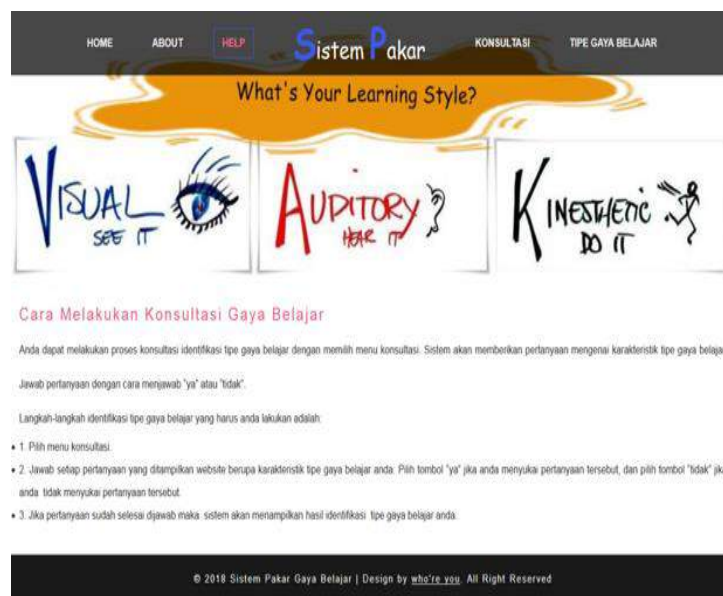 HOME ABOUT HELP Sistem Pakar KONSULTASI TIPE GAYA BELAJAR
What's Your Learning Style?
VISUAL
SEE IT
AUDITORY
HEAR IT
KINESTHETIC
DO IT
Cara Melakukan Konsultasi Gaya Belajar
Anda dapat melakukan proses konsultasi identifikasi tipe gaya belajar dengan memilih menu konsultasi. Sistem akan memberikan pertanyaan mengenai karakteristik tipe gaya belajar
Jawab pertanyaan dengan cara menjawab "ya" atau "tidak".
Langkah-langkah identifikasi tipe gaya belajar yang harus anda lakukan adalah:
• 1. Pilih menu konsultasi.
• 2. Jawab setiap pertanyaan yang ditampilkan website berupa karakteristik tipe gaya belajar anda. Pilih tombol "ya" jika anda menyukai pertanyaan tersebut, dan pilih tombol "tidak" jika
anda tidak menyukai pertanyaan tersebut.
• 3. Jika pertanyaan sudah selesai dijawab maka sistem akan menampilkan hasil identifikasi tipe gaya belajar anda.
© 2018 Sistem Pakar Gaya Belajar | Design by who're you. All Right Reserved